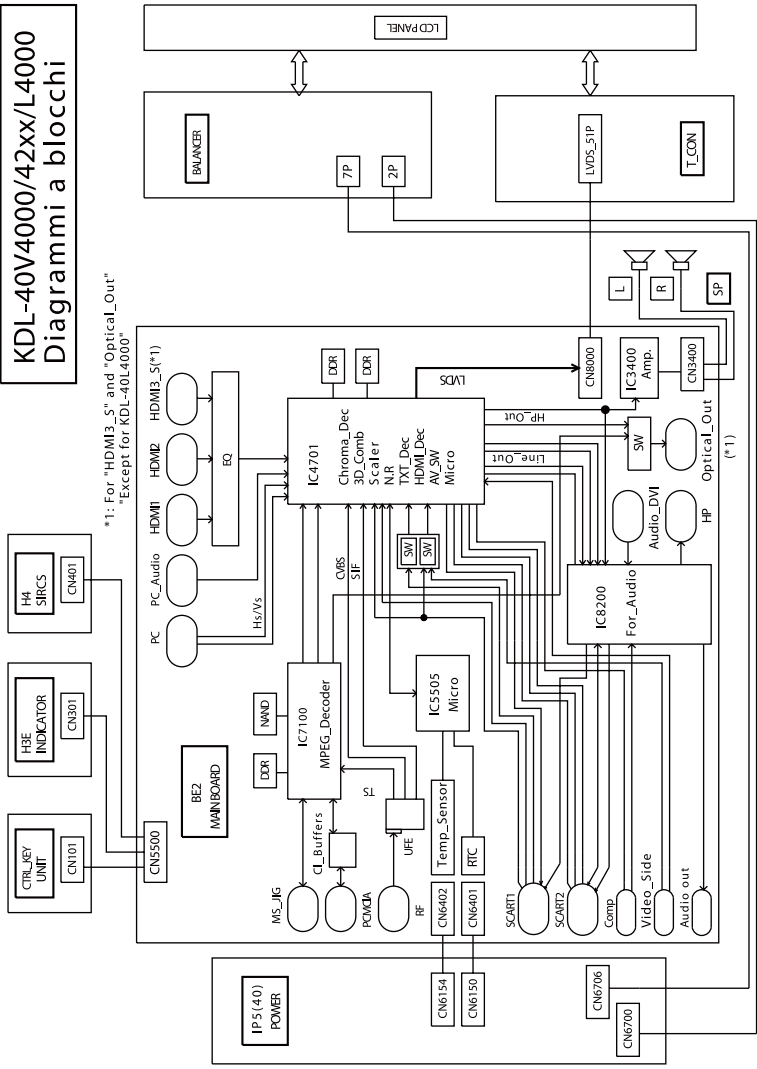 KDL-40V4000/42xx/L4000
Diagrammi a blocchi
*1: For "HDMI3_S" and "Optical_Out"
"Except for KDL-40L4000"
LCD PANEL
BALANCER
7P
2P
LVDS_51P
T_CON
H4
SIRCS
CN401
H3E
INDICATOR
CN301
CTRL_KEY
UNIT
CN101
CN5500
BE2
MAIN BOARD
HDMI3_S(*1)
HDMI2
HDMI1
PC_Audio
PC
EQ
Hs/Vs
DDR
DDR
IC4701
Chroma_Dec
3D_Comb
Scaler
N.R
TXT_Dec
HDMI_Dec
AV_SW
Micro
LVDS
CN8000
IC3400
Amp.
CN3400
L
R
SP
HP_Out
Line_Out
SW
Optical_Out
(*1)
Audio_DVI
HP
IC8200
For_Audio
CVBS
SIF
SW
SW
NAND
DDR
IC7100
MPEG_Decoder
IC5505
Micro
TS
CI_Buffers
UFE
Temp_Sensor
RTC
MS_JIG
PCMCIA
RF
CN6402
CN6401
SCART1
SCART2
Comp
Video_Side
Audio out
IP5(40)
POWER
CN6154
CN6150
CN6706
CN6700